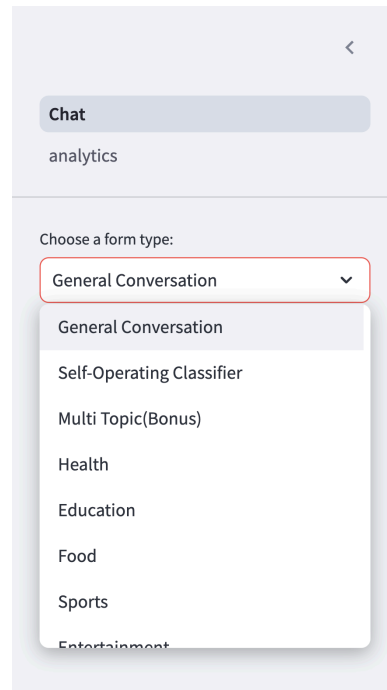 Chat
analytics
Choose a form type:
General Conversation
General Conversation
Self-Operating Classifier
Multi Topic(Bonus)
Health
Education
Food
Sports
Entertainment